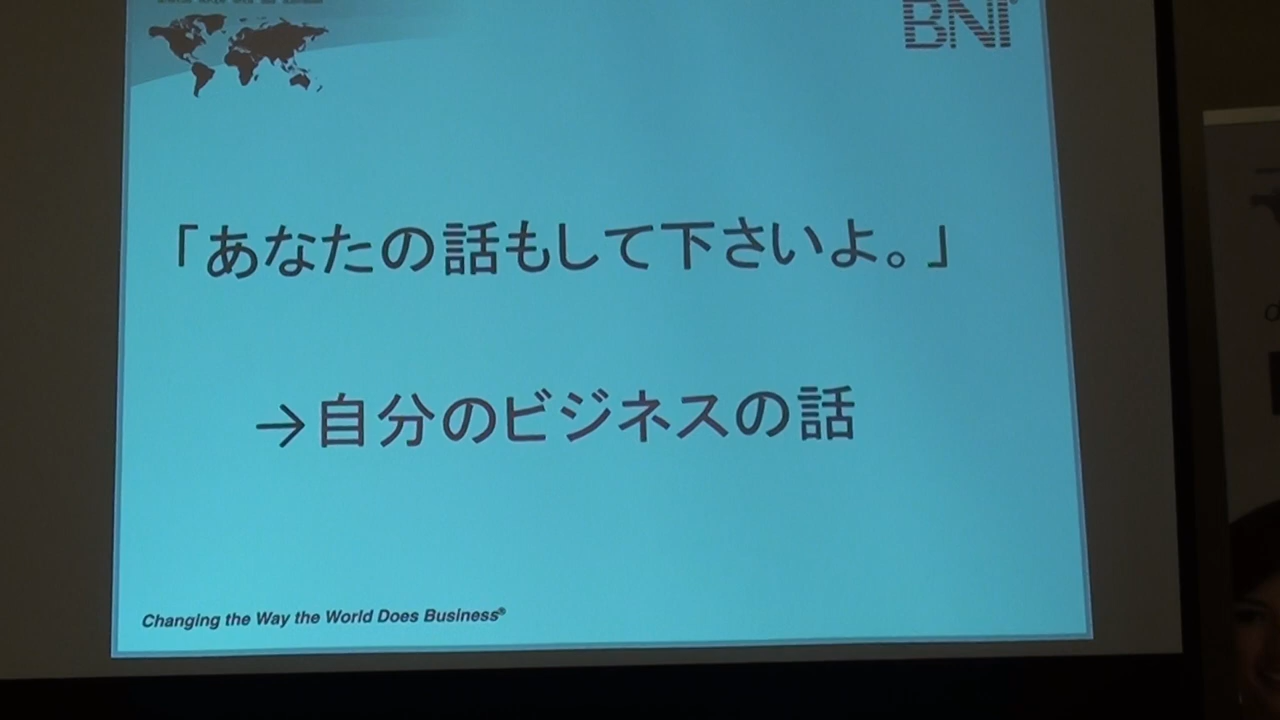 BNI
「あなたの話もして下さいよ。」
→自分のビジネスの話
Changing the Way the World Does Business®